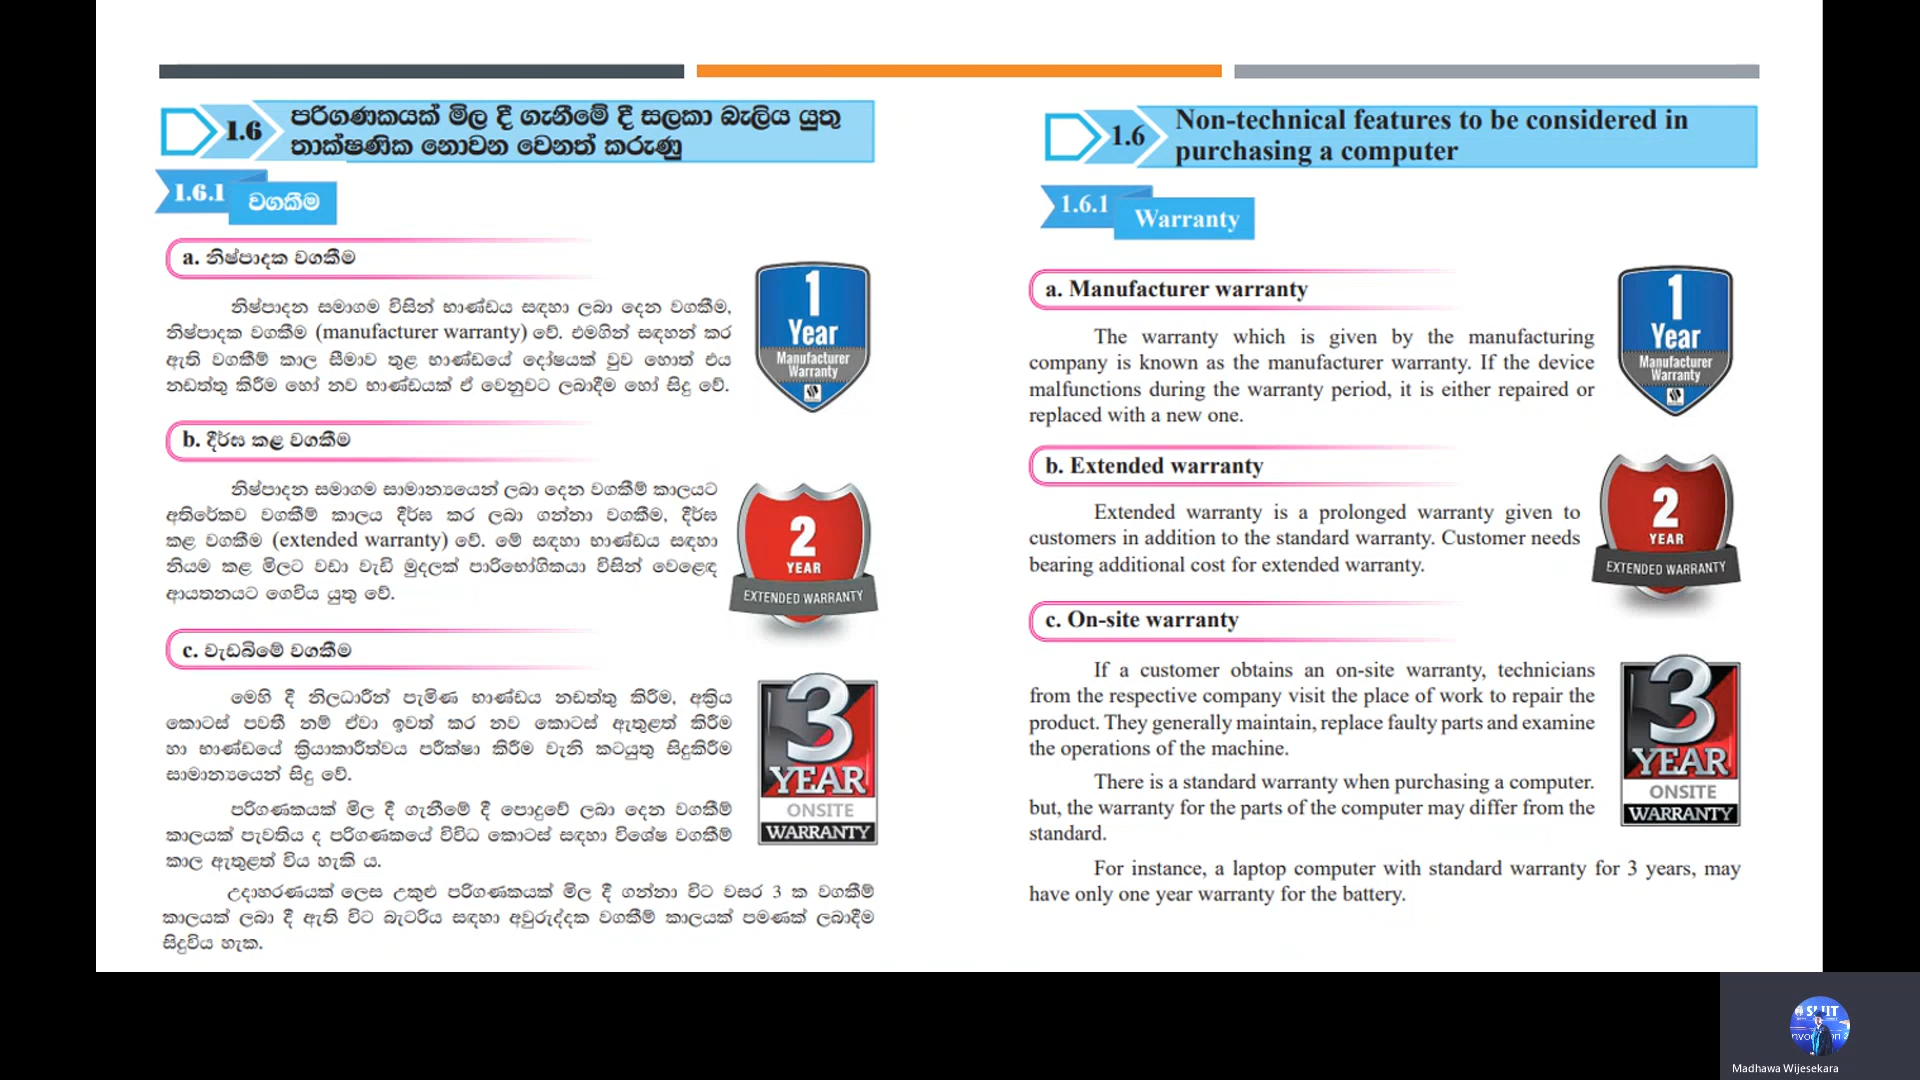 1.6
පරිගණකයක් මිල දී ගැනීමේ දී සලකා බැලිය යුතු
තාක්ෂණික නොවන වෙනත් කරුණු
1.6.1
වගකීම
a. නිෂ්පාදක වගකීම
නිෂ්පාදන සමාගම විසින් භාණ්ඩය සඳහා ලබා දෙන වගකීම,
නිෂ්පාදක වගකීම (manufacturer warranty) වේ. එමගින් සඳහන් කර
ඇති වගකීම් කාල සීමාව තුළ භාණ්ඩයේ දෝෂයක් වුව හොත් එය
නඩත්තු කිරීම හෝ නව භාණ්ඩයක් ඒ වෙනුවට ලබාදීම හෝ සිදු වේ.
1
Year
Manufacturer
Warranty
b. දීර්ඝ කළ වගකීම
නිෂ්පාදන සමාගම සාමාන්‍යයෙන් ලබා දෙන වගකීම් කාලයට
අතිරේකව වගකීම් කාලය දීර්ඝ කර ලබා ගන්නා වගකීම, දීර්ඝ
කළ වගකීම (extended warranty) වේ. මේ සඳහා භාණ්ඩය සඳහා
නියම කළ මිලට වඩා වැඩි මුදලක් පාරිභෝගිකයා විසින් වෙළෙඳ
ආයතනයට ගෙවිය යුතු වේ.
2
YEAR
EXTENDED WARRANTY
c. වැඩබිමේ වගකීම
මෙහි දී නිලධාරීන් පැමිණ භාණ්ඩය නඩත්තු කිරීම, අක්‍රිය
කොටස් පවතී නම් ඒවා ඉවත් කර නව කොටස් ඇතුළත් කිරීම
හා භාණ්ඩයේ ක්‍රියාකාරීත්වය පරීක්ෂා කිරීම වැනි කටයුතු සිදුකිරීම
සාමාන්‍යයෙන් සිදු වේ.
පරිගණකයක් මිල දී ගැනීමේ දී පොදුවේ ලබා දෙන වගකීම්
කාලයක් පැවතිය ද පරිගණකයේ විවිධ කොටස් සඳහා විශේෂ වගකීම්
කාල ඇතුළත් විය හැකි ය.
උදාහරණයක් ලෙස උකුළු පරිගණකයක් මිල දී ගන්නා විට වසර 3 ක වගකීම්
කාලයක් ලබා දී ඇති විට බැටරිය සඳහා අවුරුද්දක වගකීම් කාලයක් පමණක් ලබාදීම
සිදුවිය හැක.
3
YEAR
ONSITE
WARRANTY
1.6
Non-technical features to be considered in
purchasing a computer
1.6.1
Warranty
a. Manufacturer warranty
The warranty which is given by the manufacturing
company is known as the manufacturer warranty. If the device
malfunctions during the warranty period, it is either repaired or
replaced with a new one.
1
Year
Manufacturer
Warranty
b. Extended warranty
Extended warranty is a prolonged warranty given to
customers in addition to the standard warranty. Customer needs
bearing additional cost for extended warranty.
2
YEAR
EXTENDED WARRANTY
c. On-site warranty
If a customer obtains an on-site warranty, technicians
from the respective company visit the place of work to repair the
product. They generally maintain, replace faulty parts and examine
the operations of the machine.
There is a standard warranty when purchasing a computer.
but, the warranty for the parts of the computer may differ from the
standard.
For instance, a laptop computer with standard warranty for 3 years, may
have only one year warranty for the battery.
3
YEAR
ONSITE
WARRANTY
Madhawa Wijesekara